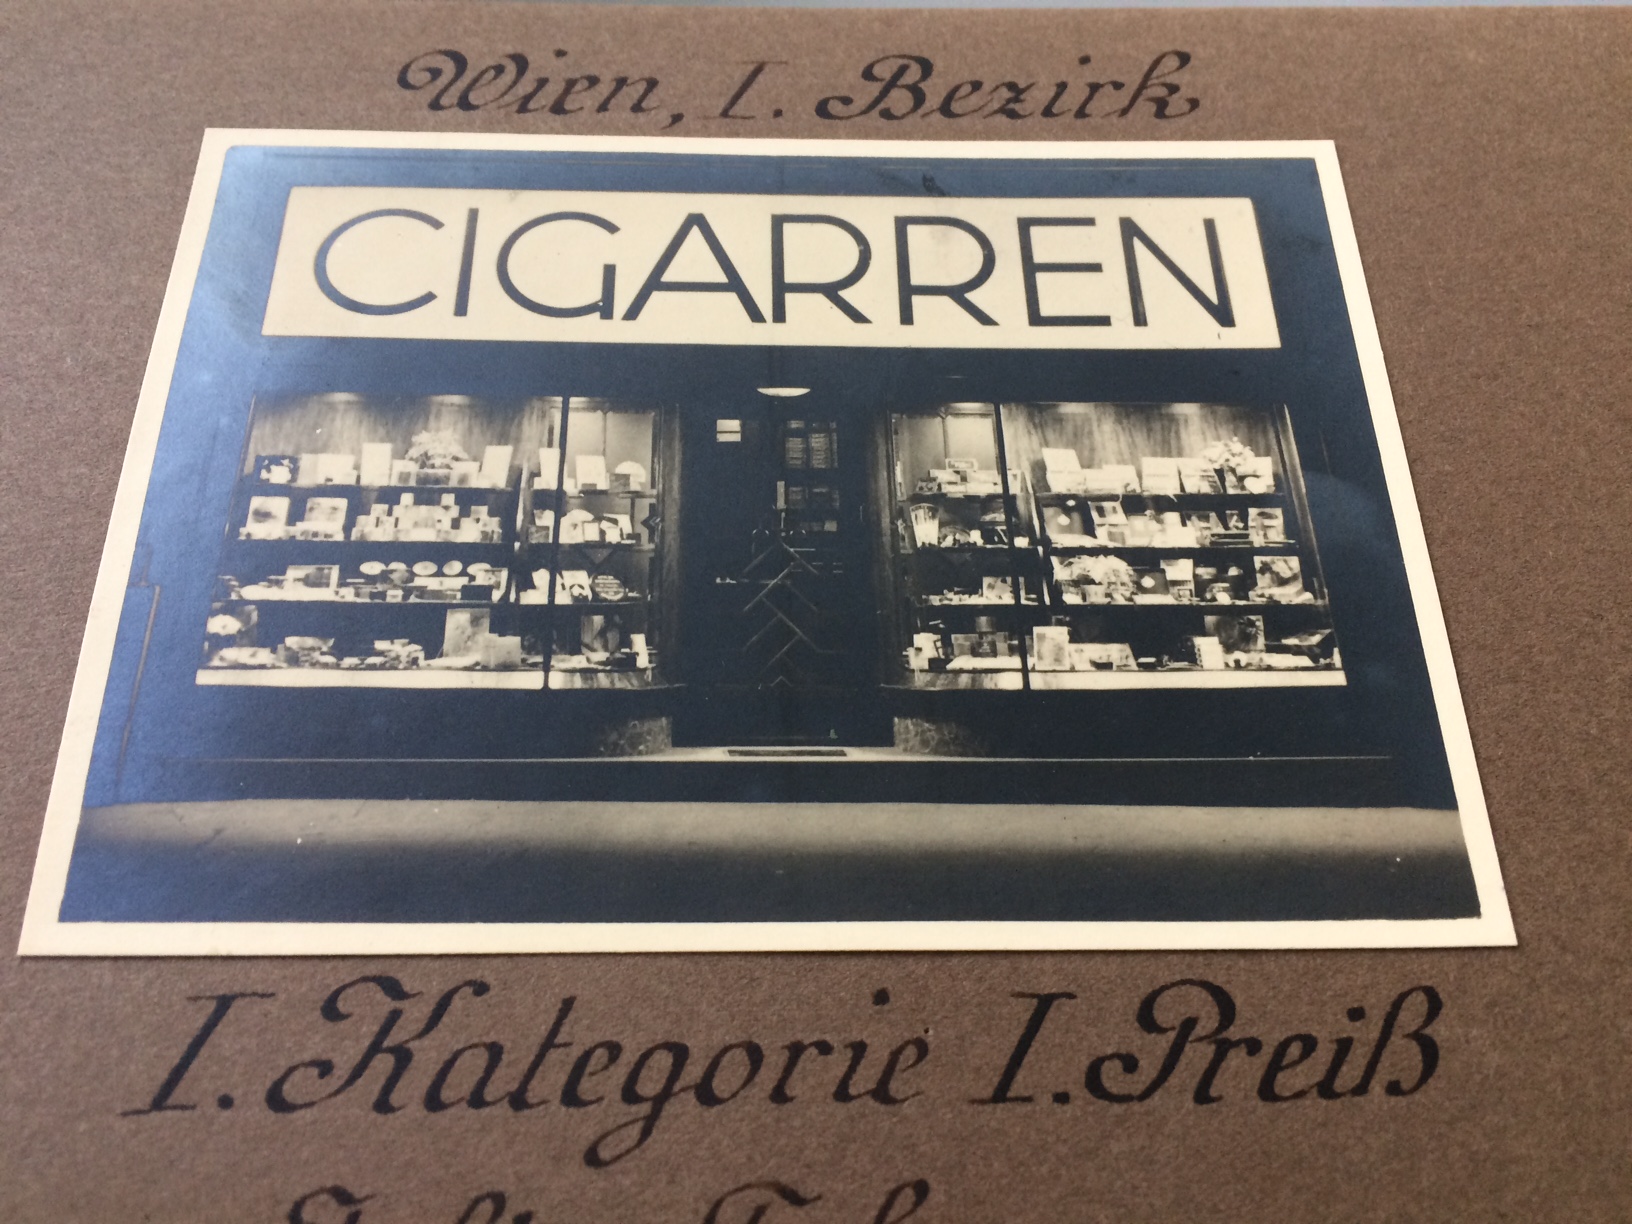 Wien, I. Bezirk
CIGARREN
I. Kategorie I. Preiß